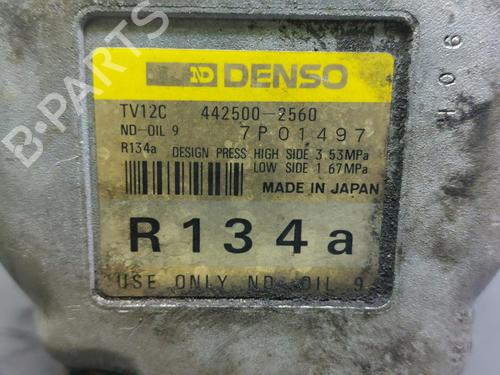 ND DENSO
TV12C 442500-2560
ND-OIL 9 7P01497
R134a DESIGN PRESS HIGH SIDE 3.53MPa
LOW SIDE 1.67MPa
MADE IN JAPAN
R134a
USE ONLY ND-OIL 9
B-PARTS